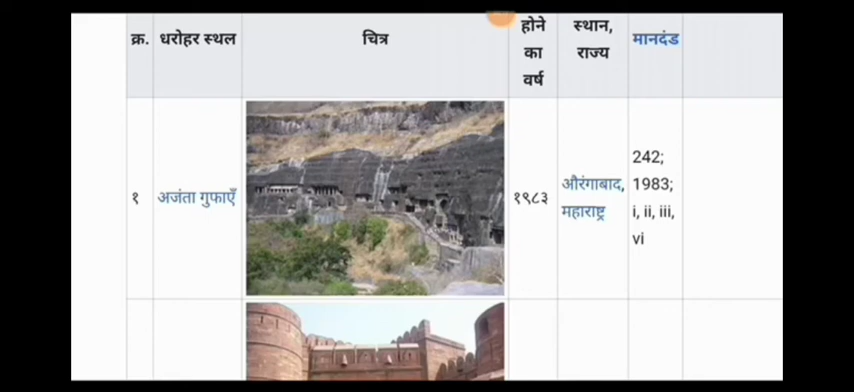 क्र. धरोहर स्थल चित्र होने का वर्ष स्थान, राज्य मानदंड
१ अजंता गुफाएँ १९८३ औरंगाबाद, महाराष्ट्र 242; 1983; i, ii, iii, vi